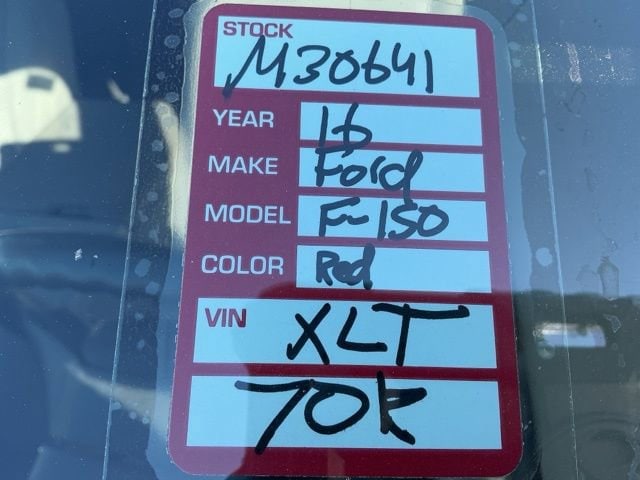 STOCK
M30641
YEAR 16
MAKE Ford
MODEL F-150
COLOR Red
VIN XLT
70K